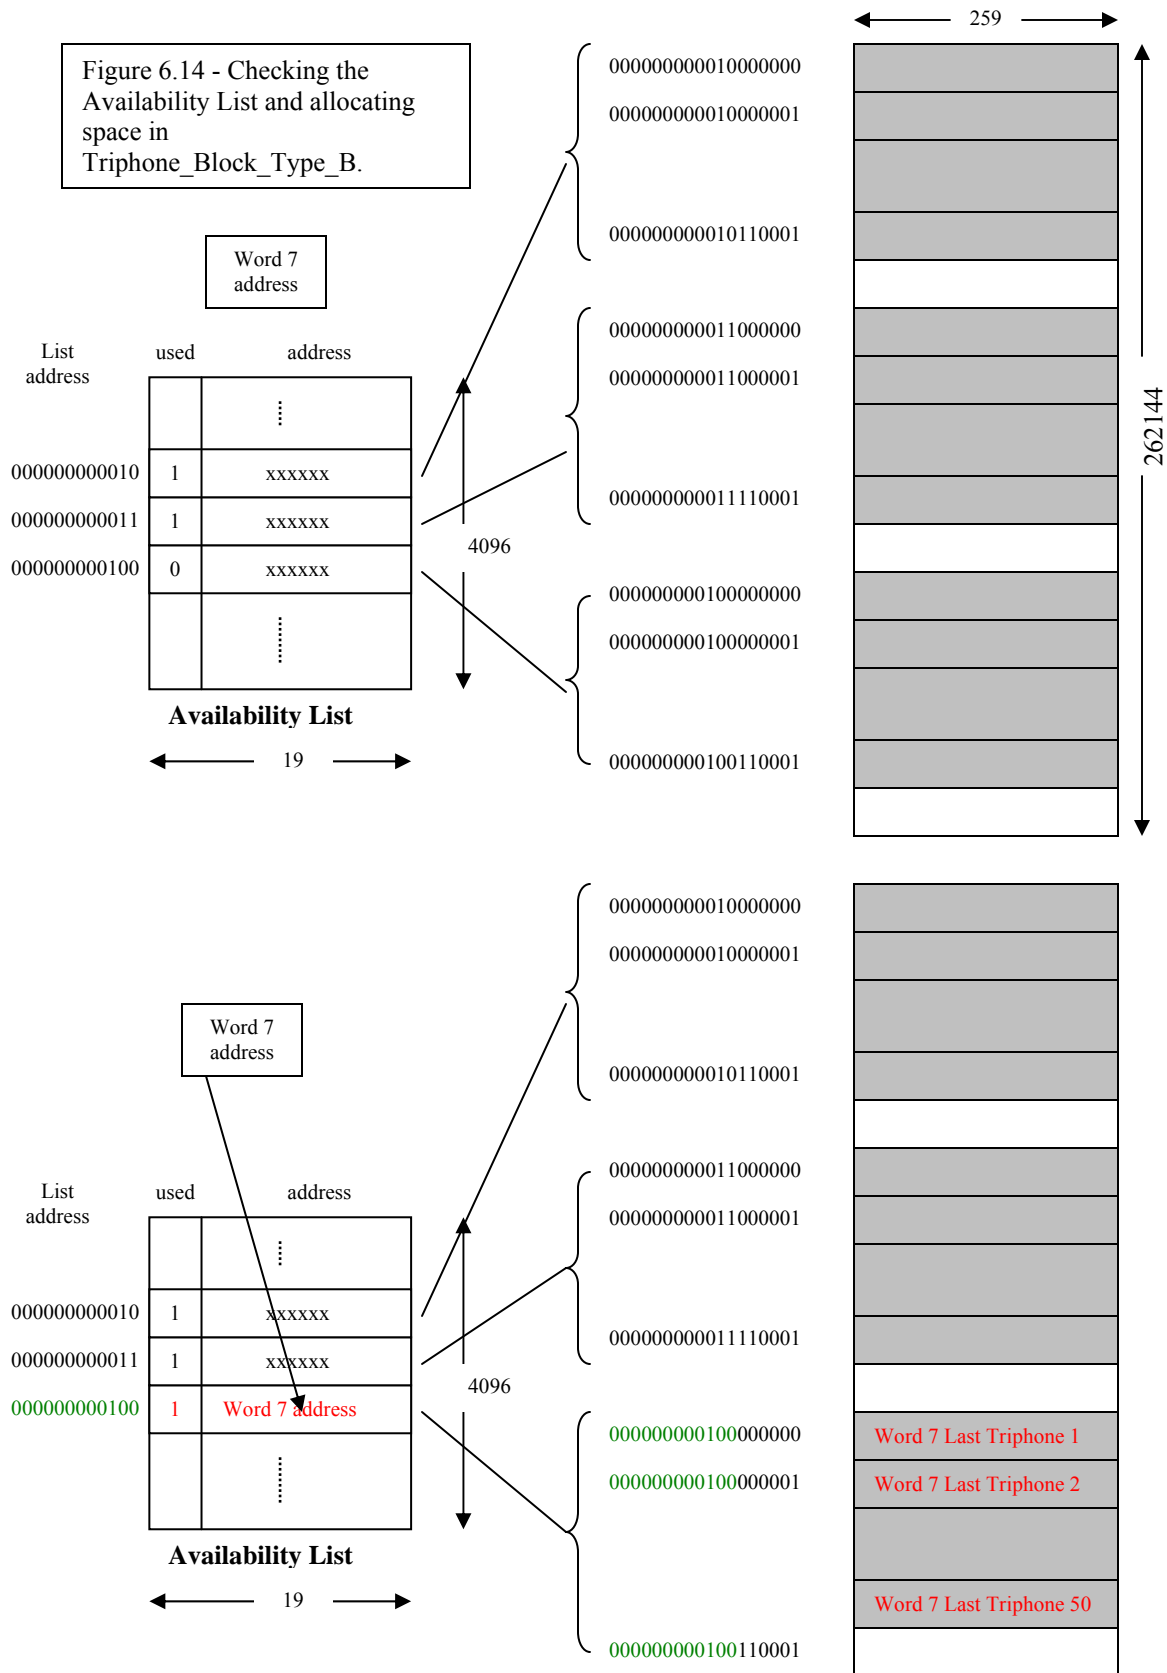 259
Figure 6.14 - Checking the
Availability List and allocating
space in
Triphone_Block_Type_B.
000000000010000000
000000000010000001
000000000010110001
Word 7
address
000000000011000000
000000000011000001
000000000011110001
262144
List
address
used
address
000000000010
1
xxxxxx
000000000011
1
xxxxxx
000000000100
0
xxxxxx
4096
000000000100000000
000000000100000001
000000000100110001
Availability List
19
000000000010000000
000000000010000001
000000000010110001
Word 7
address
000000000011000000
000000000011000001
000000000011110001
List
address
used
address
000000000010
1
xxxxxx
000000000011
1
xxxxxx
000000000100
1
Word 7 address
4096
000000000100000000
Word 7 Last Triphone 1
000000000100000001
Word 7 Last Triphone 2
Availability List
19
Word 7 Last Triphone 50
000000000100110001